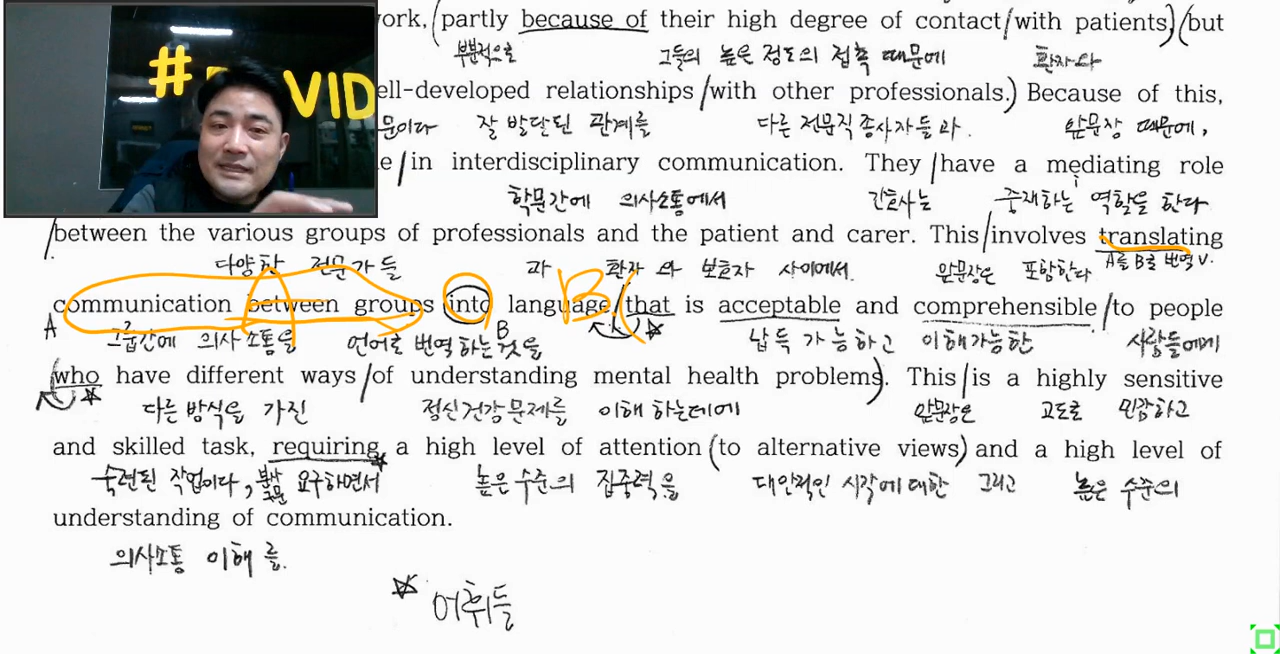 #DAVID
work, (partly because of their high degree of contact/with patients) (but
부분적으로 그들의 높은 정도의 접촉 때문에 환자와
well-developed relationships/with other professionals.) Because of this,
문이다 잘 발달된 관계를 다른 전문직 종사자들과. 앞문장 때문에,
/in interdisciplinary communication. They/have a mediating role
학문간에 의사소통에서 간호사는 중재하는 역할을 한다
/between the various groups of professionals and the patient and carer. This/involves translating
다양한 전문가들 과 환자 와 보호자 사이에서. 앞문장은 포함한다 A를 B로 번역 V.
communication between groups into language/(that is acceptable and comprehensible/to people
A 그룹간에 의사소통을 언어로 번역하는 것을 B 납득 가능하고 이해가능한 사람들에게
A B
who have different ways/of understanding mental health problems). This/is a highly sensitive
다른 방식을 가진 정신건강문제를 이해 하는데에 앞문장은 고도로 민감하고
and skilled task, requiring a high level of attention (to alternative views) and a high level of
숙련된 작업이다, 분사구문 요구하면서 높은 수준의 집중력을 대안적인 시각에 대한 그리고 높은 수준의
understanding of communication.
의사소통 이해를.
어휘들